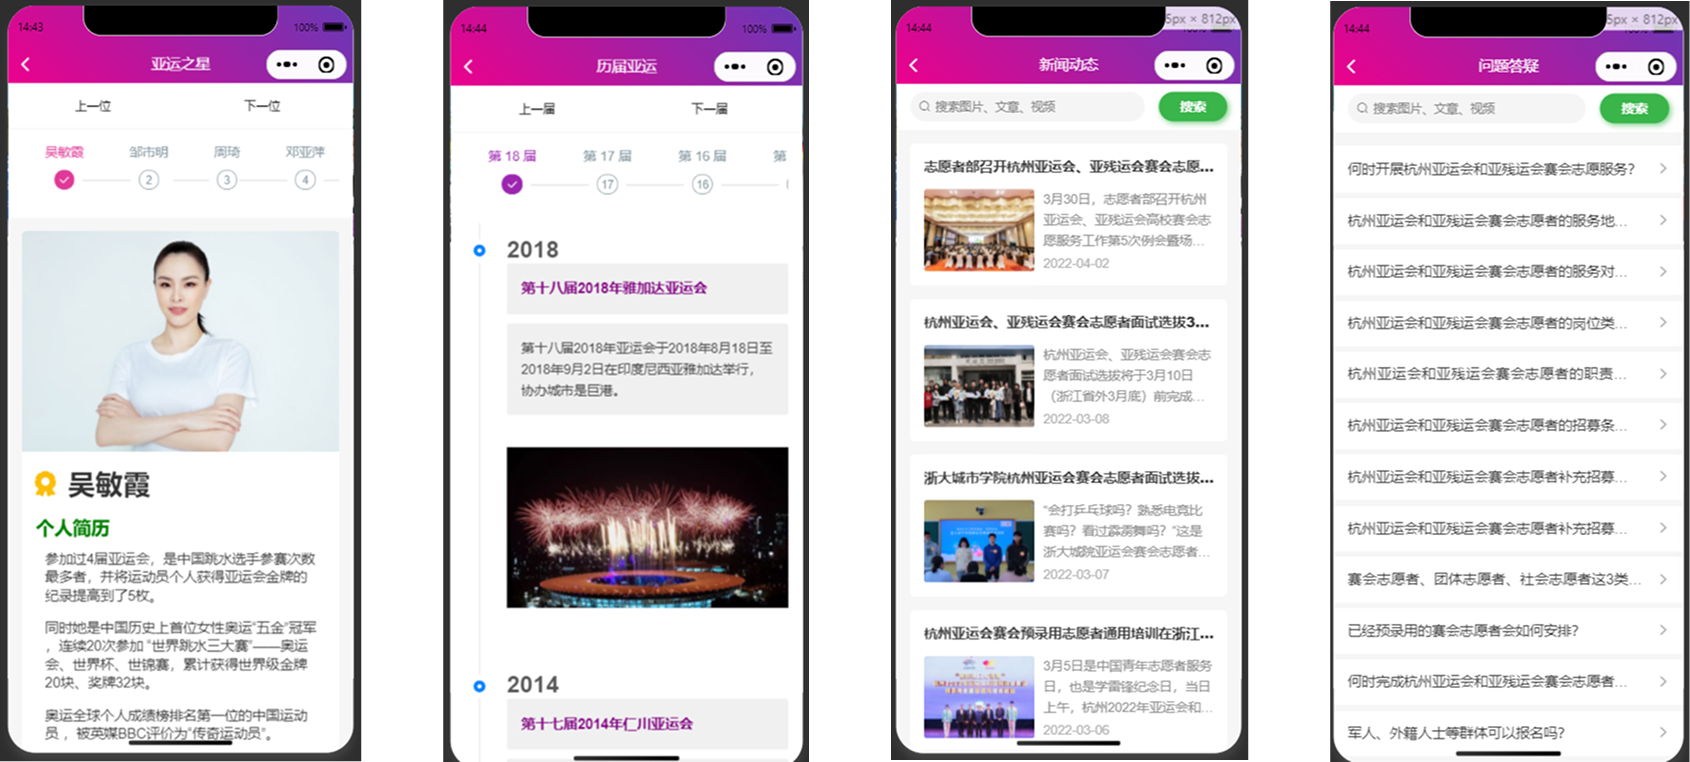 14:43
100%
亚运之星
上一位
下一位
吴敏霞
邹市明
周琦
邓亚萍
2
3
4
吴敏霞
个人简历
参加过4届亚运会，是中国跳水选手参赛次数
最多者，并将运动员个人获得亚运会金牌的
纪录提高到了5枚。
同时她是中国历史上首位女性奥运“五金”冠军
，连续20次参加 “世界跳水三大赛”——奥运
会、世界杯、世锦赛，累计获得世界级金牌
20块、奖牌32块。
奥运全球个人成绩榜排名第一位的中国运动
员，被英媒BBC评价为“传奇运动员”。
14:44
100%
历届亚运
上一届
下一届
第 18 届
第 17 届
第 16 届
第
17
16
2018
第十八届2018年雅加达亚运会
第十八届2018年亚运会于2018年8月18日至
2018年9月2日在印度尼西亚雅加达举行，
协办城市是巨港。
2014
第十七届2014年仁川亚运会
14:44
5px × 812px
新闻动态
搜索图片、文章、视频
搜索
志愿者部召开杭州亚运会、亚残运会赛会志愿...
3月30日，志愿者部召开杭州
亚运会、亚残运会高校赛会志
愿服务工作第5次例会暨场...
2022-04-02
杭州亚运会、亚残运会赛会志愿者面试选拔3...
杭州亚运会、亚残运会赛会志
愿者面试选拔将于3月10日
（浙江省外3月底）前完成...
2022-03-08
浙大城市学院杭州亚运会赛会志愿者面试选拔...
“会打乒乓球吗？熟悉电竞比
赛吗？看过霹雳舞吗？”这是
浙大城院亚运会赛会志愿者...
2022-03-07
杭州亚运会赛会预录用志愿者通用培训在浙江...
3月5日是中国青年志愿者服务
日，也是学雷锋纪念日，当日
上午，杭州2022年亚运会和...
2022-03-06
14:44
5px × 812px
100%
问题答疑
搜索图片、文章、视频
搜索
何时开展杭州亚运会和亚残运会赛会志愿服务？
杭州亚运会和亚残运会赛会志愿者的服务地...
杭州亚运会和亚残运会赛会志愿者的服务对...
杭州亚运会和亚残运会赛会志愿者的岗位类...
杭州亚运会和亚残运会赛会志愿者的职责...
杭州亚运会和亚残运会赛会志愿者的招募条...
杭州亚运会和亚残运会赛会志愿者补充招募...
杭州亚运会和亚残运会赛会志愿者补充招募...
赛会志愿者、团体志愿者、社会志愿者这3类...
已经预录用的赛会志愿者会如何安排？
何时完成杭州亚运会和亚残运会赛会志愿者...
军人、外籍人士等群体可以报名吗？